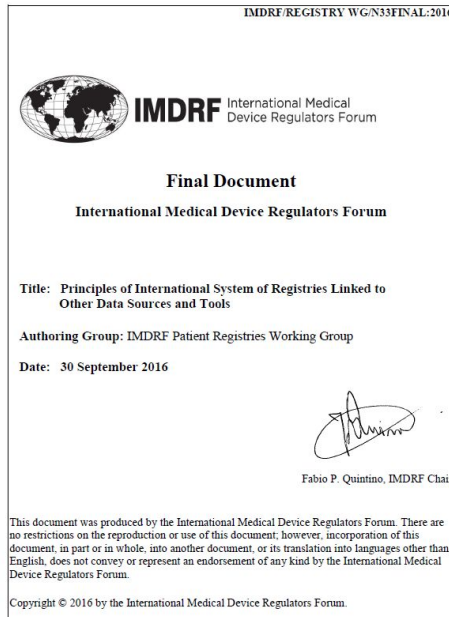 IMDRF/REGISTRY WG/N33FINAL:2016
IMDRF International Medical
Device Regulators Forum
Final Document
International Medical Device Regulators Forum
Title: Principles of International System of Registries Linked to
Other Data Sources and Tools
Authoring Group: IMDRF Patient Registries Working Group
Date: 30 September 2016
Fabio P. Quintino, IMDRF Chai
This document was produced by the International Medical Device Regulators Forum. There are
no restrictions on the reproduction or use of this document; however, incorporation of this
document, in part or in whole, into another document, or its translation into languages other than
English, does not convey or represent an endorsement of any kind by the International Medical
Device Regulators Forum.
Copyright © 2016 by the International Medical Device Regulators Forum.